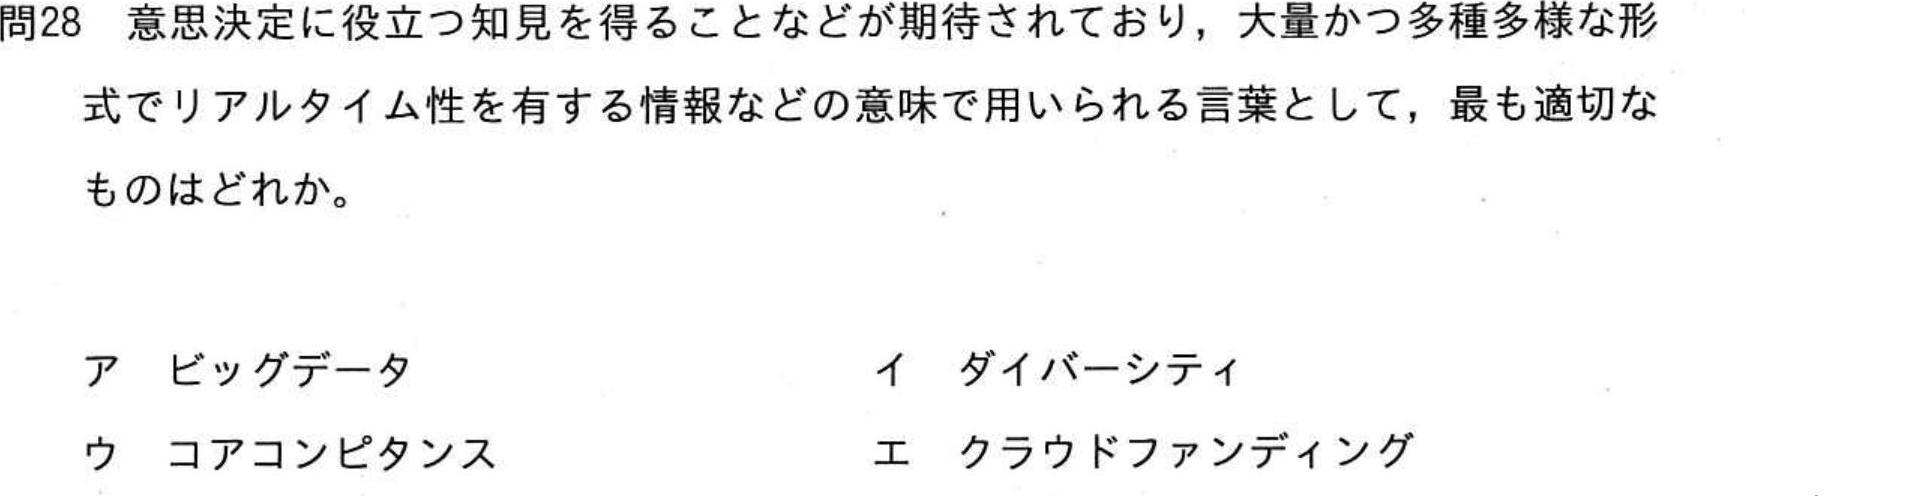 問28　意思決定に役立つ知見を得ることなどが期待されており，大量かつ多種多様な形
式でリアルタイム性を有する情報などの意味で用いられる言葉として，最も適切な
ものはどれか。
ア　ビッグデータ　イ　ダイバーシティ
ウ　コアコンピタンス　エ　クラウドファンディング